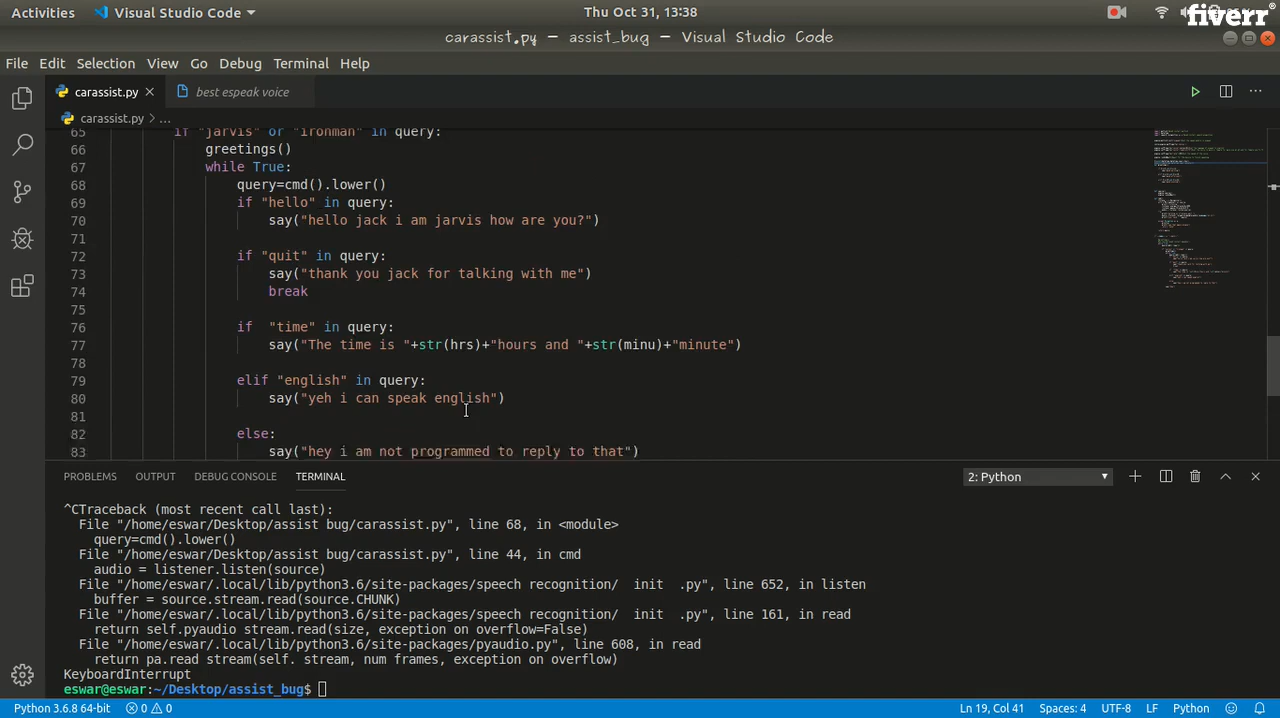 Activities Visual Studio Code Thu Oct 31, 13:38
fiverr®
carassist.py — assist_bug — Visual Studio Code
File Edit Selection View Go Debug Terminal Help
carassist.py best espeak voice
carassist.py > ...
65 if "jarvis" or "ironman" in query:
66 greetings()
67 while True:
68 query=cmd().lower()
69 if "hello" in query:
70 say("hello jack i am jarvis how are you?")
71
72 if "quit" in query:
73 say("thank you jack for talking with me")
74 break
75
76 if "time" in query:
77 say("The time is "+str(hrs)+"hours and "+str(minu)+"minute")
78
79 elif "english" in query:
80 say("yeh i can speak english")
81
82 else:
83 say("hey i am not programmed to reply to that")
PROBLEMS OUTPUT DEBUG CONSOLE TERMINAL 2: Python
^CTraceback (most recent call last):
File "/home/eswar/Desktop/assist bug/carassist.py", line 68, in <module>
query=cmd().lower()
File "/home/eswar/Desktop/assist bug/carassist.py", line 44, in cmd
audio = listener.listen(source)
File "/home/eswar/.local/lib/python3.6/site-packages/speech recognition/ init .py", line 652, in listen
buffer = source.stream.read(source.CHUNK)
File "/home/eswar/.local/lib/python3.6/site-packages/speech recognition/ init .py", line 161, in read
return self.pyaudio stream.read(size, exception on overflow=False)
File "/home/eswar/.local/lib/python3.6/site-packages/pyaudio.py", line 608, in read
return pa.read stream(self. stream, num frames, exception on overflow)
KeyboardInterrupt
eswar@eswar:~/Desktop/assist_bug$
Python 3.6.8 64-bit 0 0 Ln 19, Col 41 Spaces: 4 UTF-8 LF Python